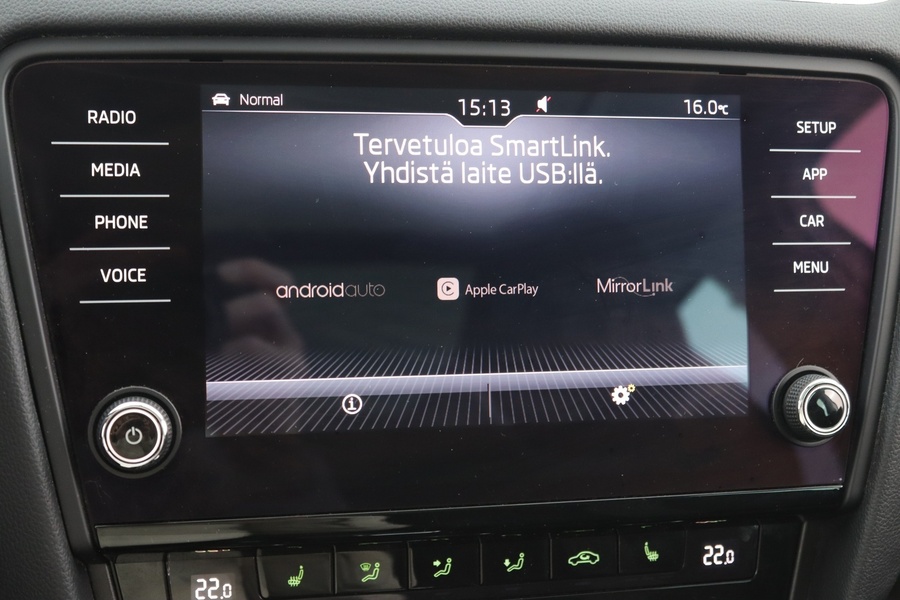 RADIO
MEDIA
PHONE
VOICE
Normal
15:13
16.0°C
Tervetuloa SmartLink.
Yhdistä laite USB:llä.
androidauto
Apple CarPlay
MirrorLink
SETUP
APP
CAR
MENU
22.0
22.0